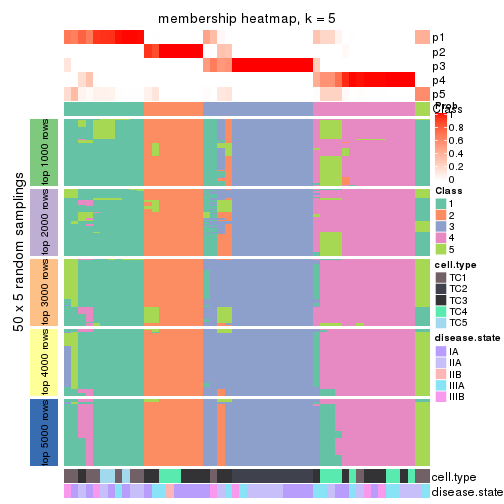 membership heatmap, k = 5
p1
p2
p3
p4
p5
Prob
Class
1
0.8
0.6
0.4
0.2
0
Class
1
2
3
4
5
cell.type
TC1
TC2
TC3
TC4
TC5
disease.state
IA
IIA
IIB
IIIA
IIIB
50 x 5 random samplings
top 1000 rows
top 2000 rows
top 3000 rows
top 4000 rows
top 5000 rows
cell.type
disease.state